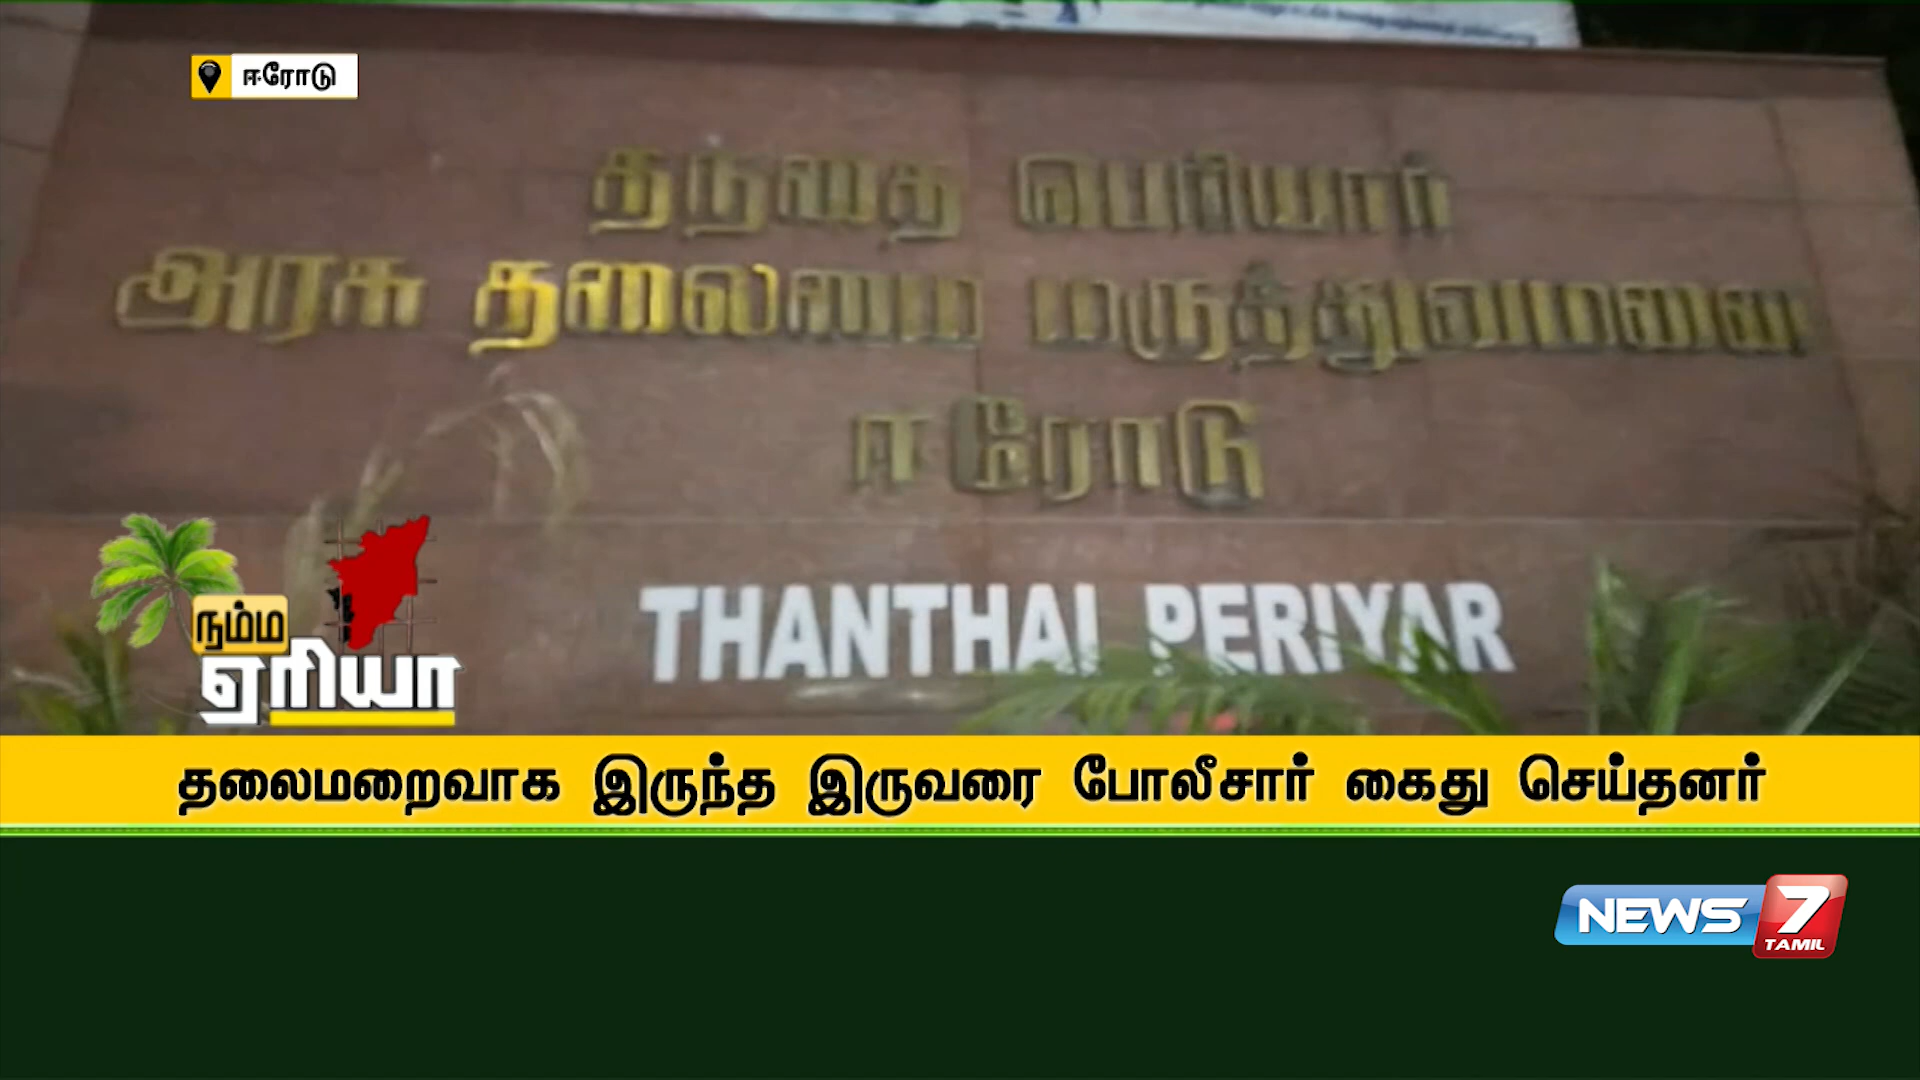 ஈரோடு
தந்தை பெரியார்
அரசு தலைமை மருத்துவமனை
ஈரோடு
THANTHAI PERIYAR
நம்ம
ஏரியா
தலைமறைவாக இருந்த இருவரை போலீசார் கைது செய்தனர்
NEWS 7
TAMIL